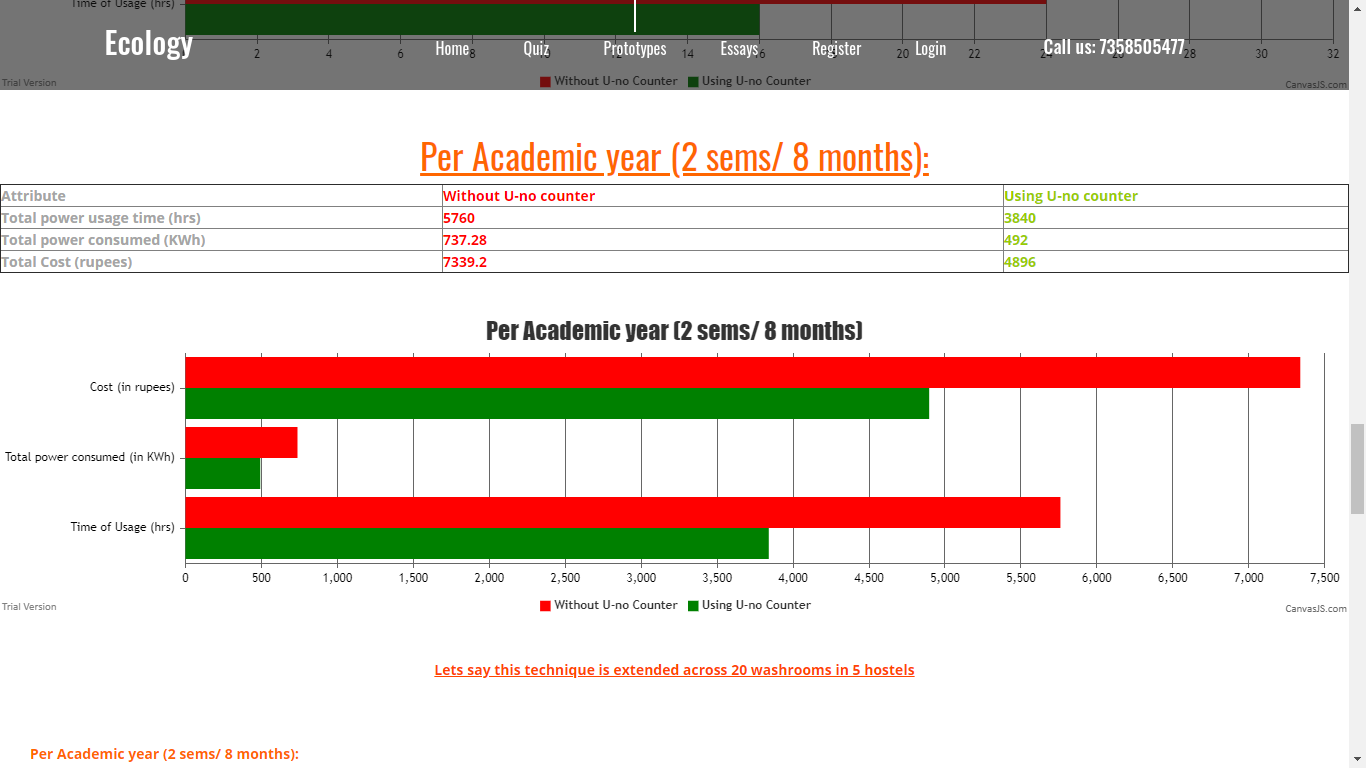 Time of Usage (hrs)
Ecology Home Quiz Prototypes Essays Register Login Call us: 7358505477
2 4 6 8 10 12 14 16 18 20 22 24 26 28 30 32
Trial Version Without U-no Counter Using U-no Counter CanvasJS.com
Per Academic year (2 sems/ 8 months):
Attribute Without U-no counter Using U-no counter
Total power usage time (hrs) 5760 3840
Total power consumed (KWh) 737.28 492
Total Cost (rupees) 7339.2 4896
Per Academic year (2 sems/ 8 months)
Cost (in rupees)
Total power consumed (in KWh)
Time of Usage (hrs)
0 500 1,000 1,500 2,000 2,500 3,000 3,500 4,000 4,500 5,000 5,500 6,000 6,500 7,000 7,500
Trial Version Without U-no Counter Using U-no Counter CanvasJS.com
Lets say this technique is extended across 20 washrooms in 5 hostels
Per Academic year (2 sems/ 8 months):